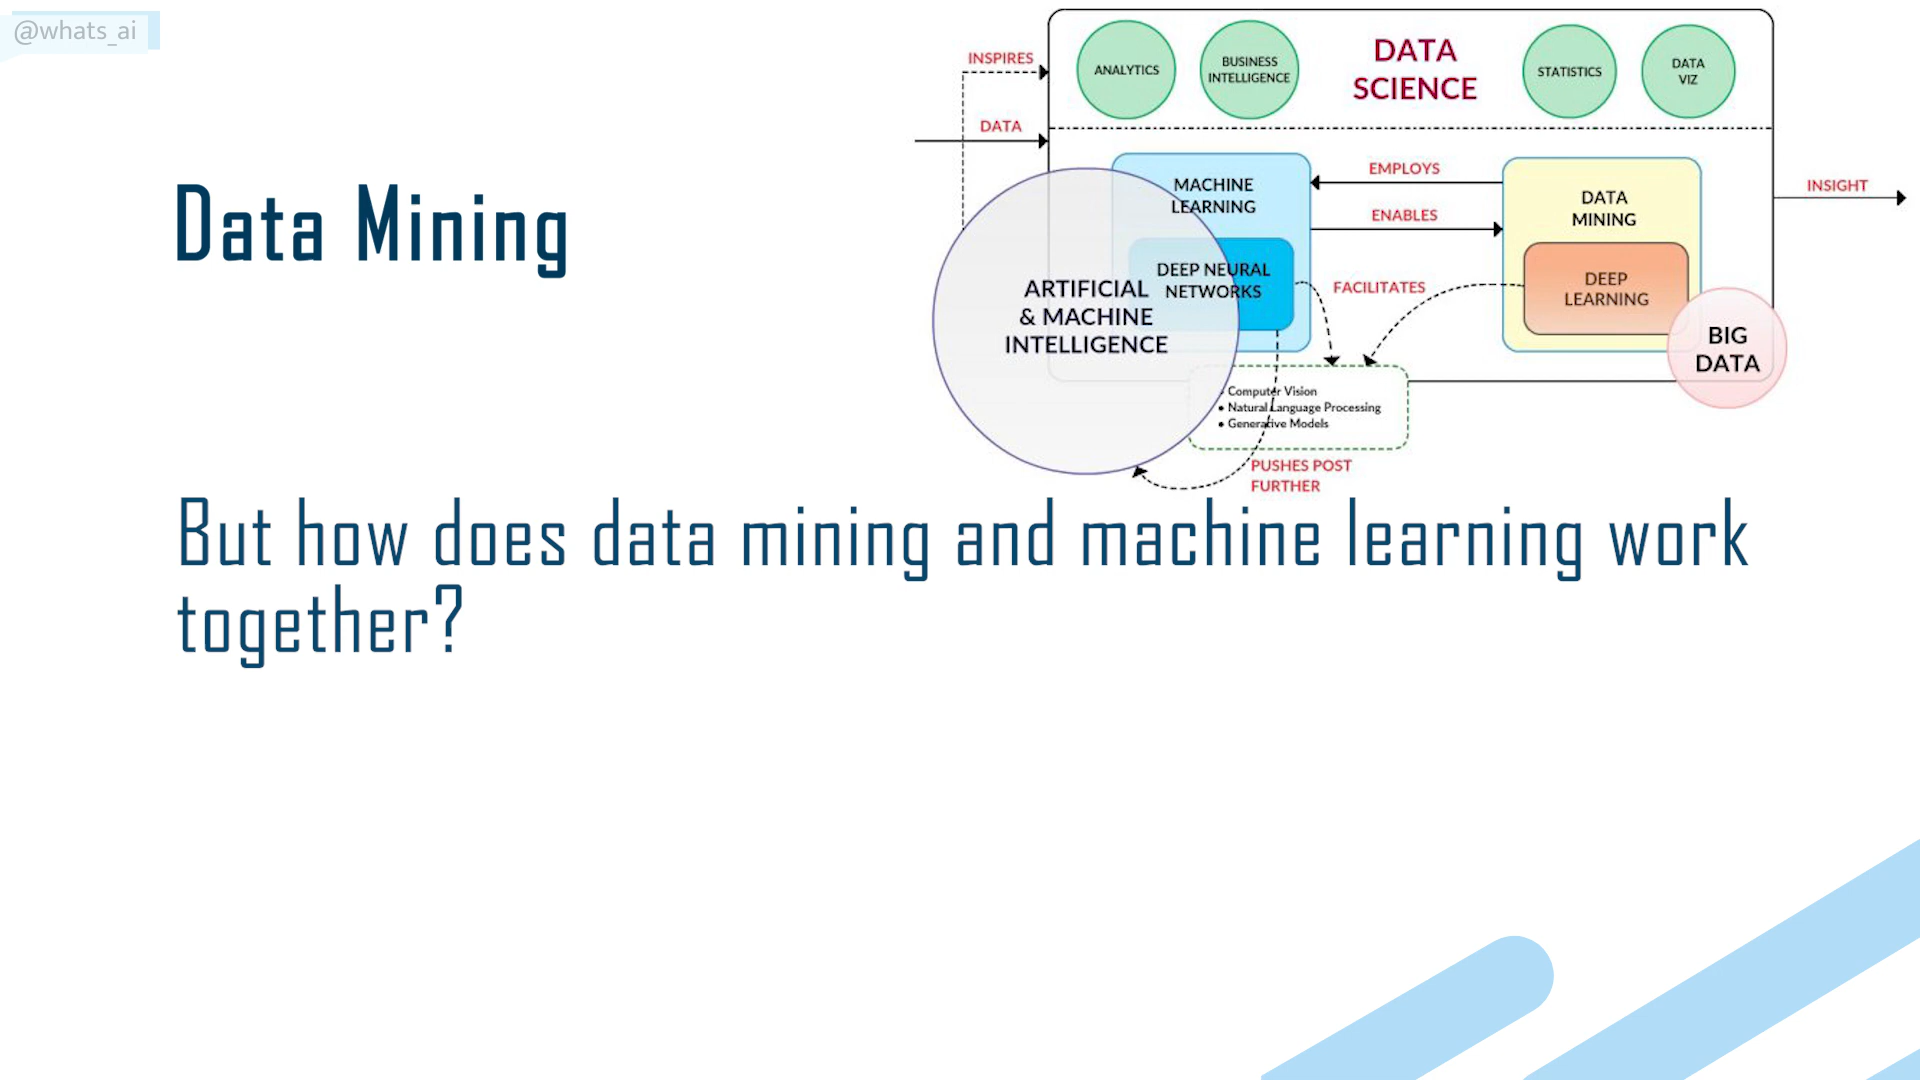 @whats_ai
INSPIRES
DATA
ANALYTICS
BUSINESS
INTELLIGENCE
DATA
SCIENCE
STATISTICS
DATA
VIZ
MACHINE
LEARNING
EMPLOYS
ENABLES
DATA
MINING
INSIGHT
DEEP NEURAL
NETWORKS
FACILITATES
DEEP
LEARNING
ARTIFICIAL
& MACHINE
INTELLIGENCE
BIG
DATA
• Computer Vision
• Natural Language Processing
• Generative Models
PUSHES POST
FURTHER
Data Mining
But how does data mining and machine learning work
together?